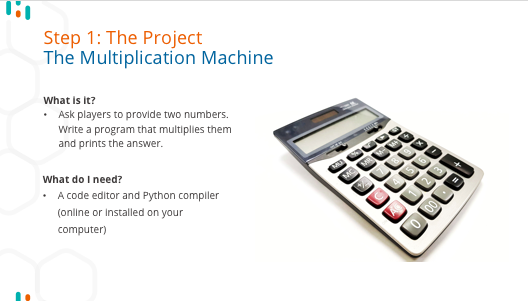 Step 1: The Project
The Multiplication Machine
What is it?
• Ask players to provide two numbers.
Write a program that multiplies them
and prints the answer.
What do I need?
• A code editor and Python compiler
(online or installed on your
computer)